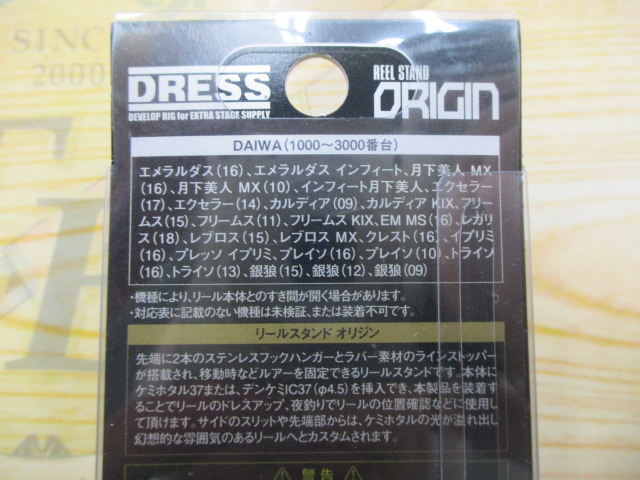 SINC
2000
DRESS
DEVELOP RIG for EXTRA STAGE SUPPLY
REEL STAND
ORIGIN
DAIWA(1000～3000番台)
エメラルダス(16)、エメラルダス インフィート、月下美人 MX
(16)、月下美人 MX(10)、インフィート月下美人、エクセラー
(17)、エクセラー(14)、カルディア(09)、カルディア KIX、フリー
ムス(15)、フリームス(11)、フリームス KIX、EM MS(16)、レガリ
ス(18)、レブロス(15)、レブロス MX、クレスト(16)、イプリミ
(16)、プレッソ イプリミ、プレイソ(16)、プレイソ(10)、トライソ
(16)、トライソ(13)、銀狼(15)、銀狼(12)、銀狼(09)
・機種により、リール本体とのすき間が開く場合があります。
・対応表に記載のない機種は未検証、または装着不可です。
リールスタンド オリジン
先端に2本のステンレスフックハンガーとラバー素材のラインストッパー
が搭載され、移動時などルアーを固定できるリールスタンドです。本体に
ケミホタル37または、デンケミIC37(φ4.5)を挿入でき、本製品を装着す
ることでリールのドレスアップ、夜釣りでリールの位置確認などに使用し
て頂けます。サイドのスリットや先端部からは、ケミホタルの光が溢れ出し
幻想的な雰囲気のあるリールへとカスタムされます。
警告